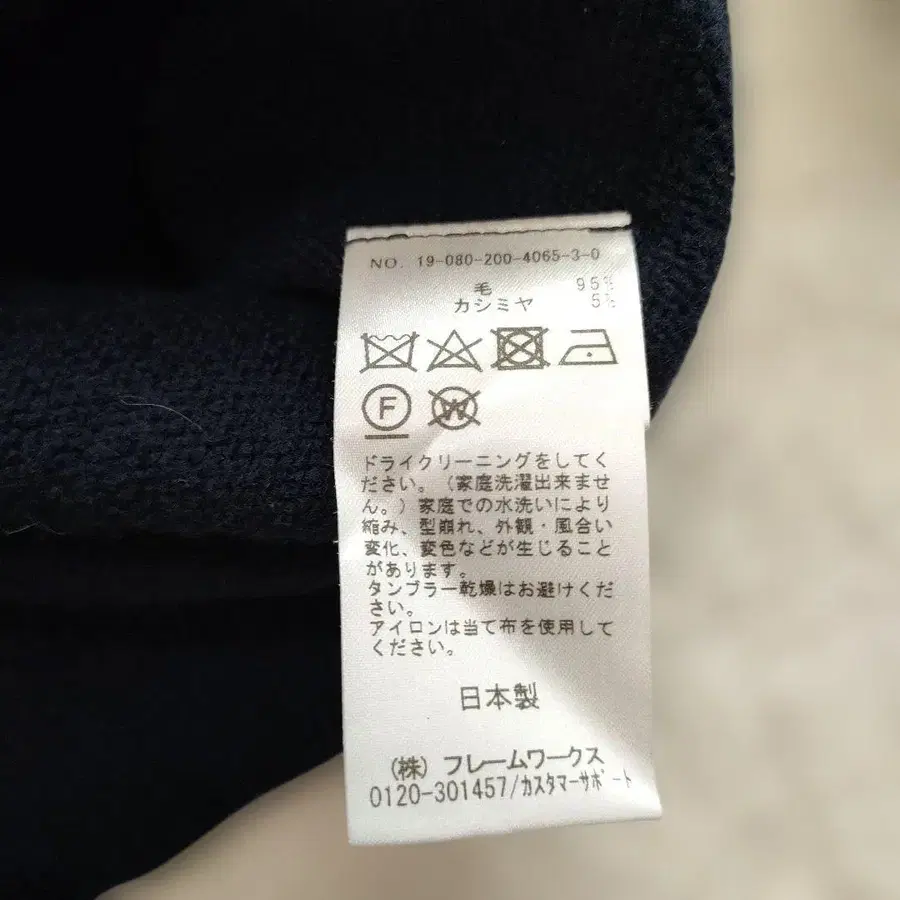 NO. 19-080-200-4065-3-0
毛 95%
カシミヤ 5%
F W
ドライクリーニングをしてく
ださい。（家庭洗濯出来ませ
ん。）家庭での水洗いにより
縮み、型崩れ、外観・風合い
変化、変色などが生じること
があります。
タンブラー乾燥はお避けくだ
さい。
アイロンは当て布を使用して
ください。
日本製
(株) フレームワークス
0120-301457/カスタマーサポート